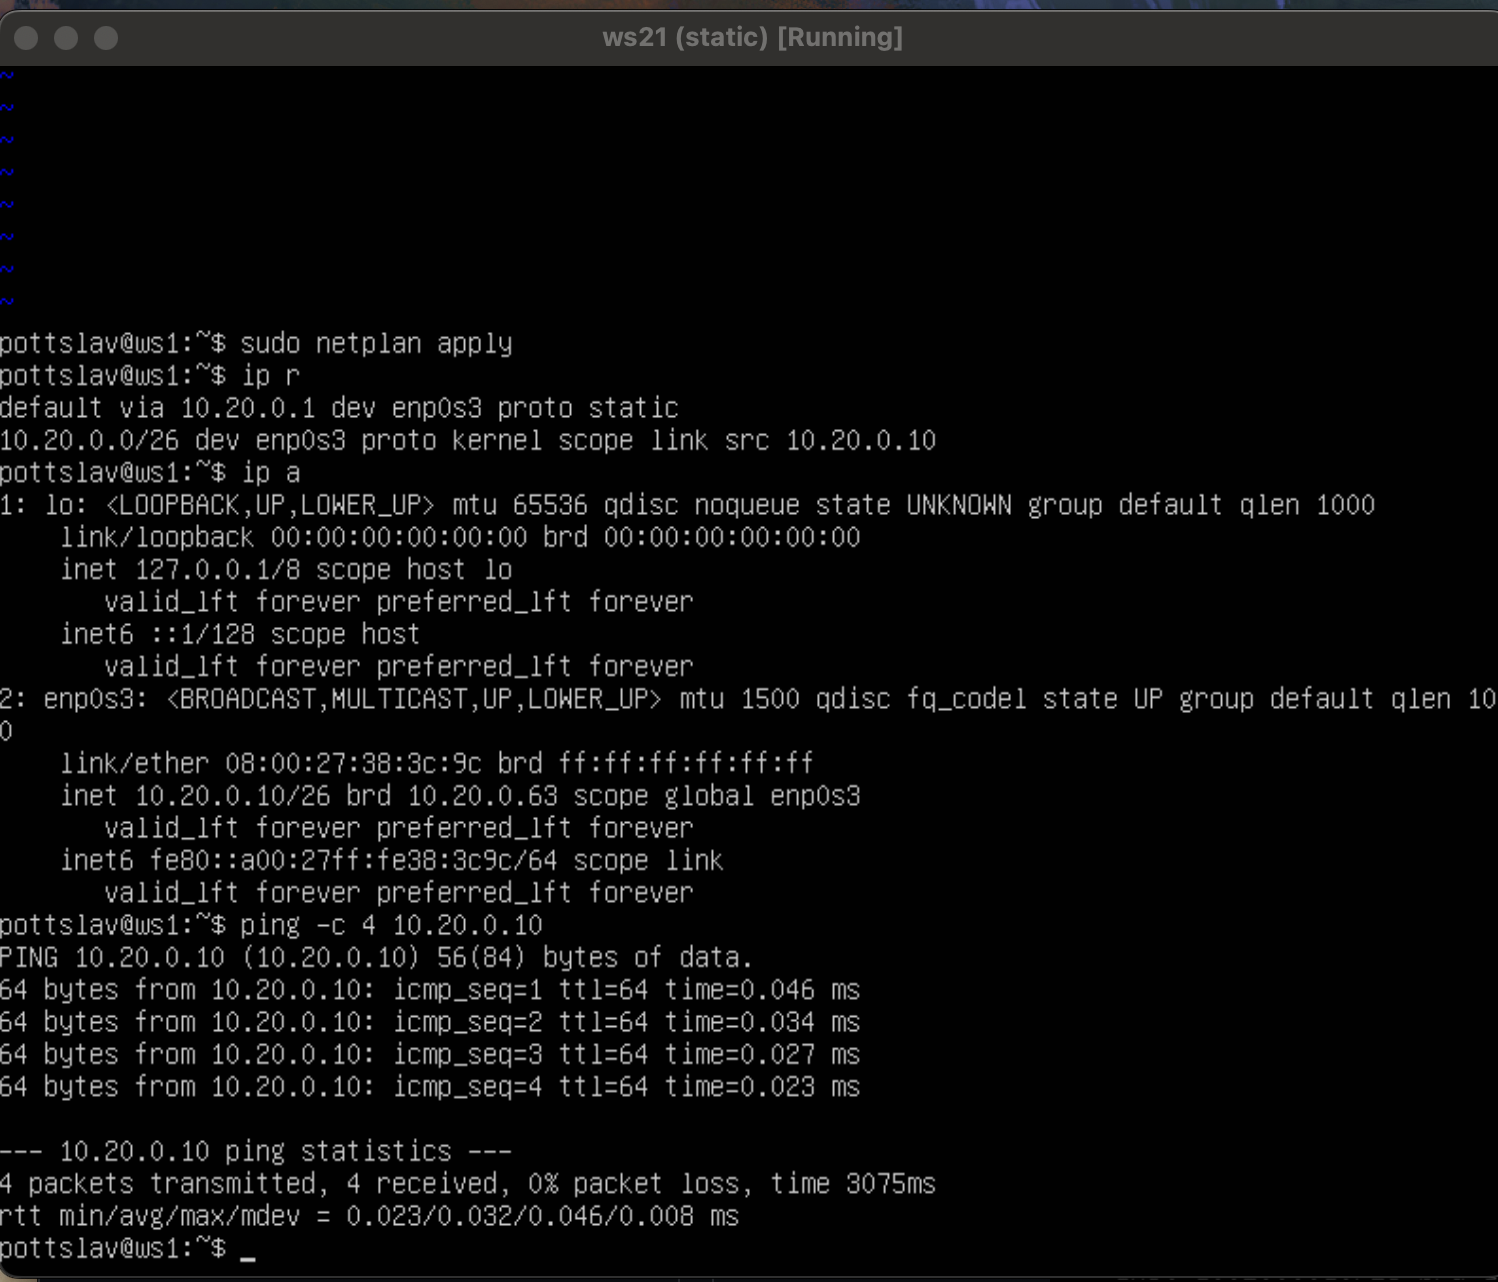 ws21 (static) [Running]
~
~
~
~
~
~
~
~
pottslav@ws1:~$ sudo netplan apply
pottslav@ws1:~$ ip r
default via 10.20.0.1 dev enp0s3 proto static
10.20.0.0/26 dev enp0s3 proto kernel scope link src 10.20.0.10
pottslav@ws1:~$ ip a
1: lo: <LOOPBACK,UP,LOWER_UP> mtu 65536 qdisc noqueue state UNKNOWN group default qlen 1000
    link/loopback 00:00:00:00:00:00 brd 00:00:00:00:00:00
    inet 127.0.0.1/8 scope host lo
       valid_lft forever preferred_lft forever
    inet6 ::1/128 scope host
       valid_lft forever preferred_lft forever
2: enp0s3: <BROADCAST,MULTICAST,UP,LOWER_UP> mtu 1500 qdisc fq_codel state UP group default qlen 10
0
    link/ether 08:00:27:38:3c:9c brd ff:ff:ff:ff:ff:ff
    inet 10.20.0.10/26 brd 10.20.0.63 scope global enp0s3
       valid_lft forever preferred_lft forever
    inet6 fe80::a00:27ff:fe38:3c9c/64 scope link
       valid_lft forever preferred_lft forever
pottslav@ws1:~$ ping -c 4 10.20.0.10
PING 10.20.0.10 (10.20.0.10) 56(84) bytes of data.
64 bytes from 10.20.0.10: icmp_seq=1 ttl=64 time=0.046 ms
64 bytes from 10.20.0.10: icmp_seq=2 ttl=64 time=0.034 ms
64 bytes from 10.20.0.10: icmp_seq=3 ttl=64 time=0.027 ms
64 bytes from 10.20.0.10: icmp_seq=4 ttl=64 time=0.023 ms

--- 10.20.0.10 ping statistics ---
4 packets transmitted, 4 received, 0% packet loss, time 3075ms
rtt min/avg/max/mdev = 0.023/0.032/0.046/0.008 ms
pottslav@ws1:~$ _